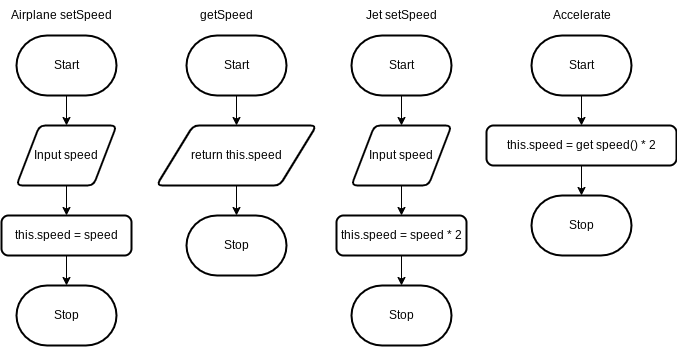 Airplane setSpeed
Start
Input speed
this.speed = speed
Stop
getSpeed
Start
return this.speed
Stop
Jet setSpeed
Start
Input speed
this.speed = speed * 2
Stop
Accelerate
Start
this.speed = get speed() * 2
Stop